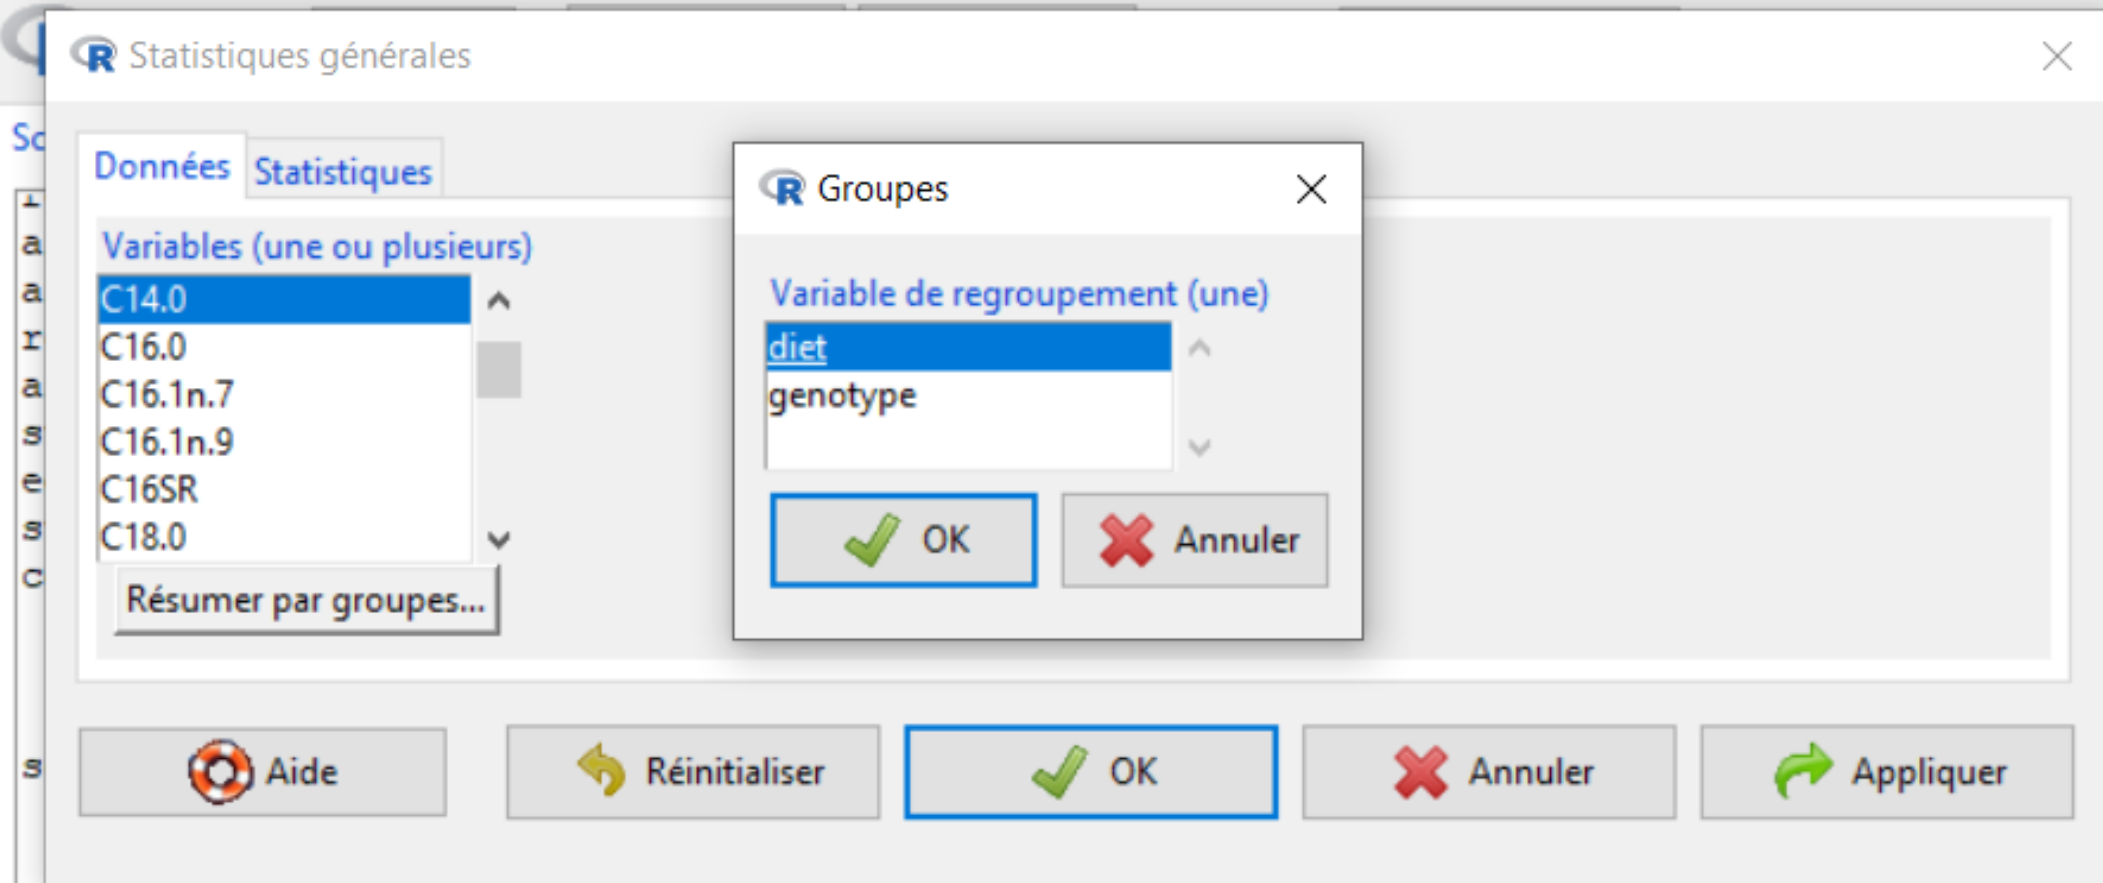 Statistiques générales
Sc
Données
Statistiques
Variables (une ou plusieurs)
C14.0
C16.0
C16.1n.7
C16.1n.9
C16SR
C18.0
Résumer par groupes...
Groupes
Variable de regroupement (une)
diet
genotype
OK
Annuler
Aide
Réinitialiser
OK
Annuler
Appliquer
a
a
r
a
s
e
s
c
s